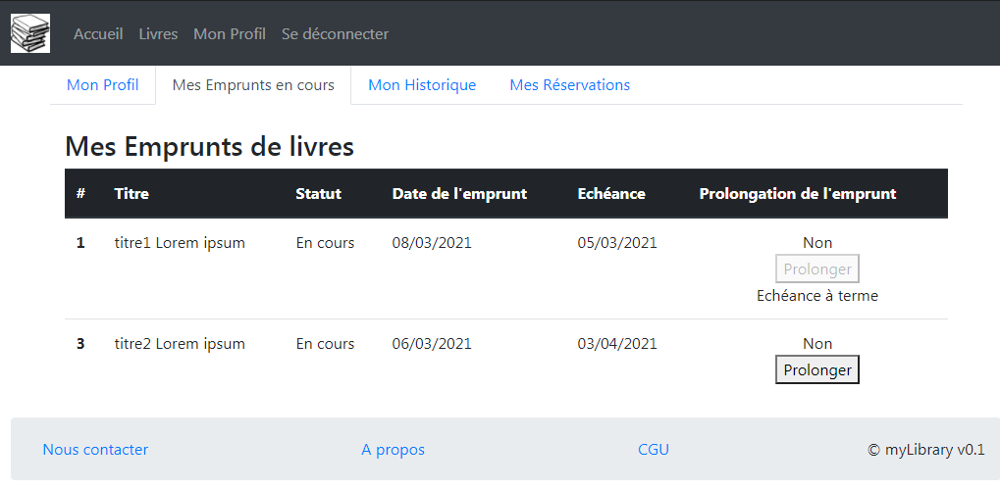 Accueil Livres Mon Profil Se déconnecter
Mon Profil Mes Emprunts en cours Mon Historique Mes Réservations
Mes Emprunts de livres
# Titre Statut Date de l'emprunt Echéance Prolongation de l'emprunt
1 titre1 Lorem ipsum En cours 08/03/2021 05/03/2021 Non
Prolonger
Echéance à terme
3 titre2 Lorem ipsum En cours 06/03/2021 03/04/2021 Non
Prolonger
Nous contacter A propos CGU © myLibrary v0.1